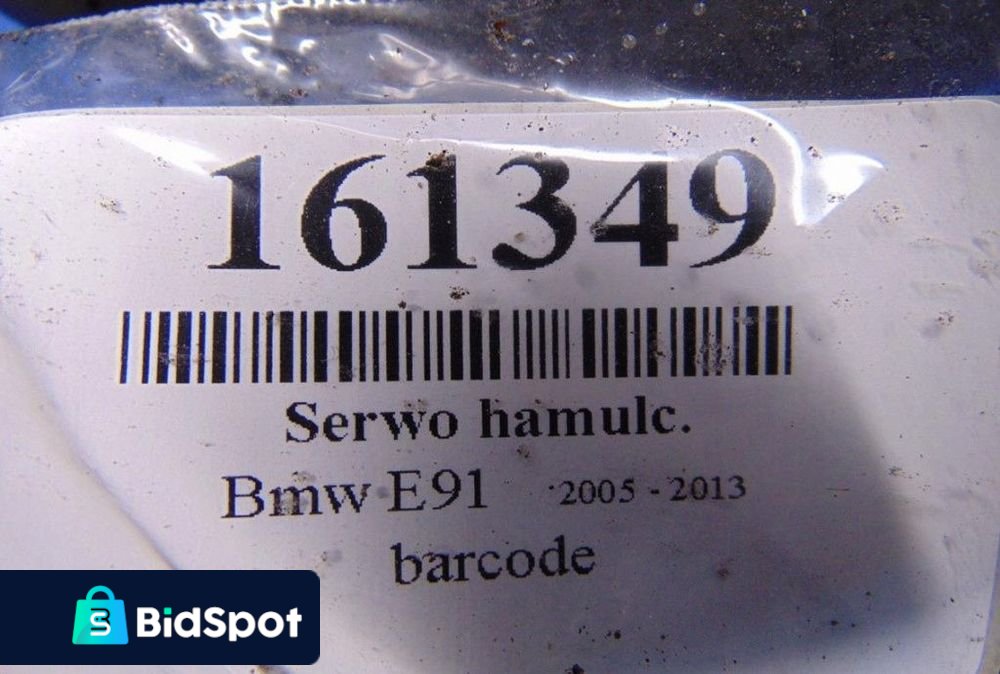 161349
Serwo hamulc.
Bmw E91 2005 - 2013
barcode
BidSpot